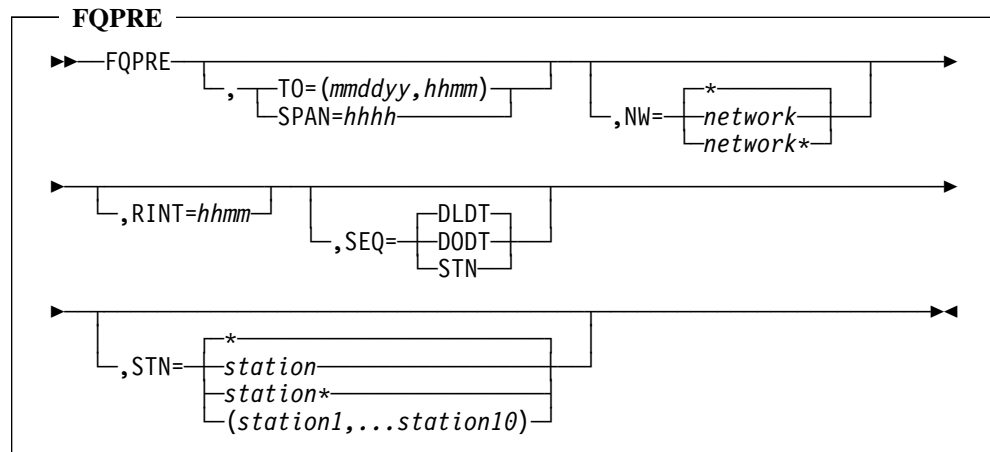 FQPRE
FQPRE
, TO=(mmddyy,hhmm)
SPAN=hhhh
,NW= *
network
network*
,RINT=hhmm
,SEQ= DLDT
DODT
STN
,STN= *
station
station*
(station1,...station10)